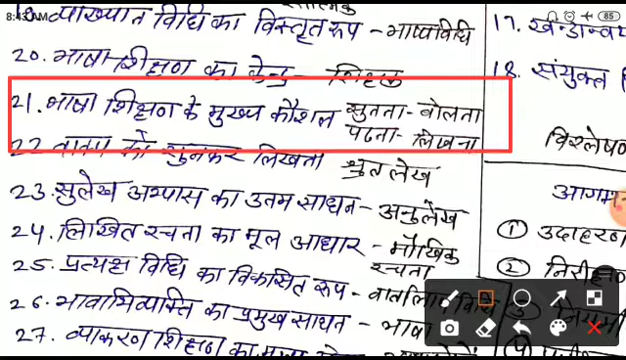 व्याख्यान विधि का विस्तृत रूप - भाष्यविधि
20. भाषा शिक्षण का केन्द्र - शिक्षक
21. भाषा शिक्षण के मुख्य कौशल सुनना - बोलना
पढना - लिखना
22. वाक्य को सुनकर लिखना श्रुत लेख
23. सुलेख अभ्यास का उत्तम साधन - अनुलेख
24. लिखित रचना का मूल आधार - मौखिक
रचना
25. प्रत्यक्ष विधि का विकसित रूप - वार्तालाप विधि
26. भावाभिव्यक्ति का प्रमुख साधन - भाषा
27. व्याकरण शिक्षण का
17. खण्डान्वय
18. संयुक्त
विश्लेषण
आगम
① उदाहरण
②
8:43 AM
85